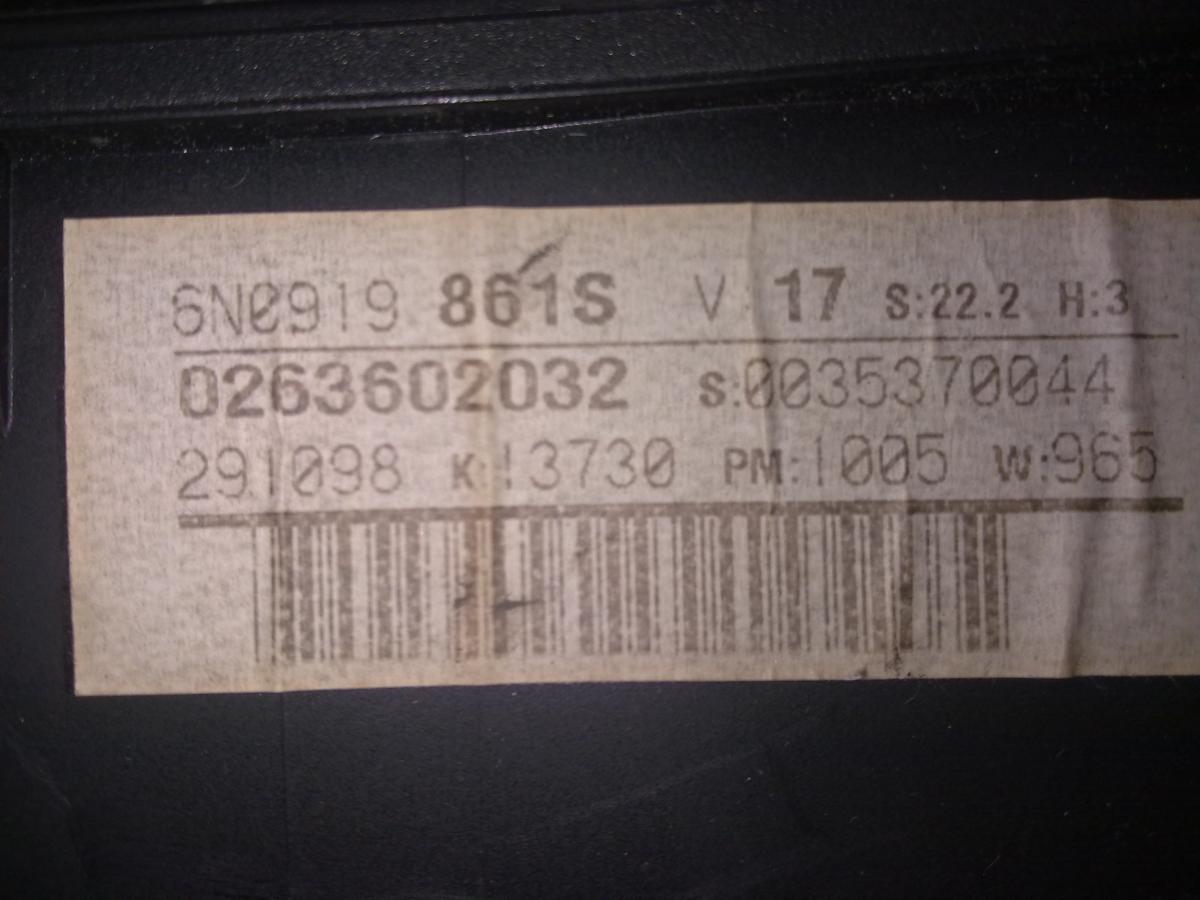 6N0919 861S V 17 S:22.2 H:3
0263602032 S:0035370044
291098 K:13730 PM:1005 W:965